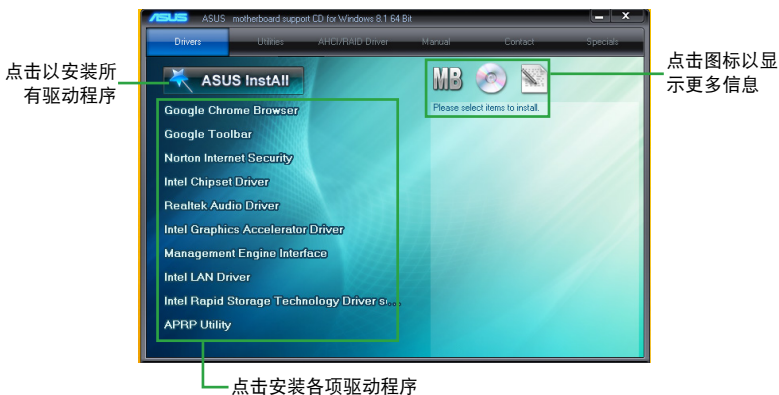 ASUS ASUS motherboard support CD for Windows 8.1 64 Bit
Drivers Utilities AHCI/RAID Driver Manual Contact Specials
点击以安装所
有驱动程序
ASUS InstAll
MB
点击图标以显
示更多信息
Please select items to install.
Google Chrome Browser
Google Toolbar
Norton Internet Security
Intel Chipset Driver
Realtek Audio Driver
Intel Graphics Accelerator Driver
Management Engine Interface
Intel LAN Driver
Intel Rapid Storage Technology Driver s....
APRP Utility
点击安装各项驱动程序